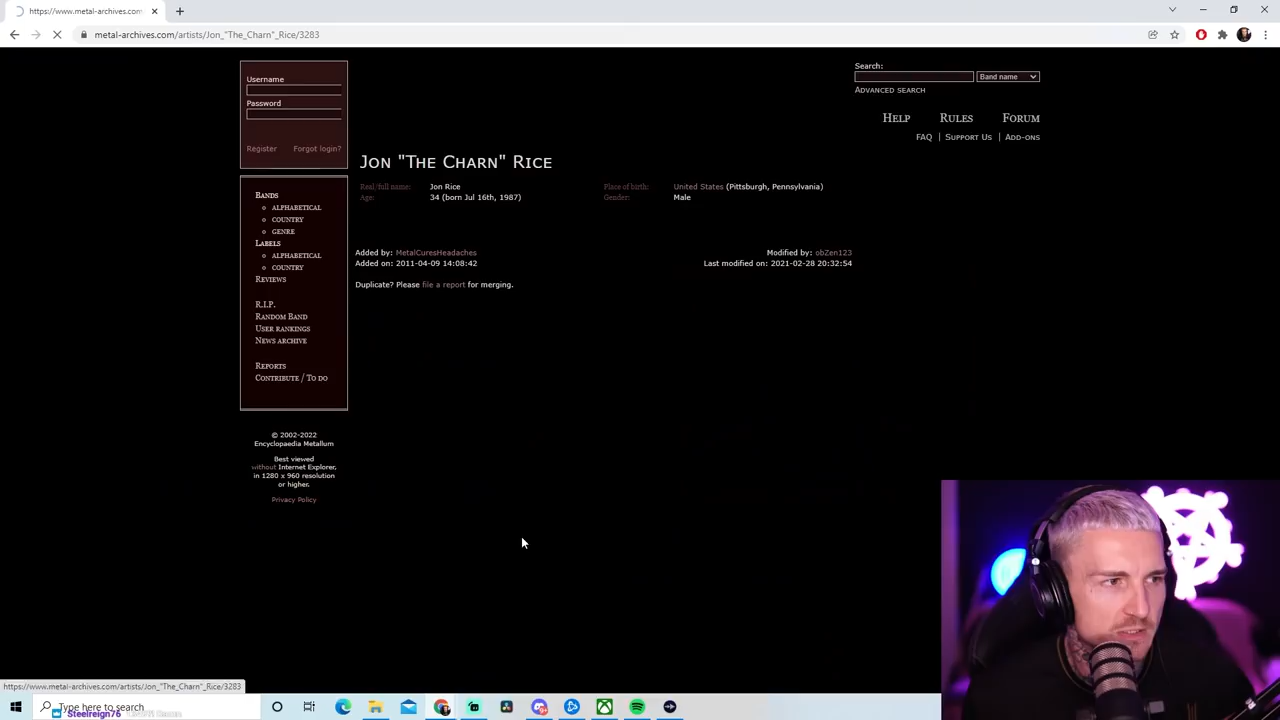 https://www.metal-archives.com/a
metal-archives.com/artists/Jon_"The_Charn"_Rice/3283
Username
Password
Register Forgot login?
Search:
Band name
Advanced search
Help Rules Forum
FAQ | Support Us | Add-ons
Jon "The Charn" Rice
Real/full name: Jon Rice Place of birth: United States (Pittsburgh, Pennsylvania)
Age: 34 (born Jul 16th, 1987) Gender: Male
Bands
alphabetical
country
genre
Labels
alphabetical
country
Reviews
R.I.P.
Random Band
User rankings
News archive
Reports
Contribute / To do
Added by: MetalCuresHeadaches Modified by: obZen123
Added on: 2011-04-09 14:08:42 Last modified on: 2021-02-28 20:32:54
Duplicate? Please file a report for merging.
© 2002-2022
Encyclopaedia Metallum
Best viewed
without Internet Explorer,
in 1280 x 960 resolution
or higher.
Privacy Policy
https://www.metal-archives.com/artists/Jon_"The_Charn"_Rice/3283
Type here to search
Steelreign76